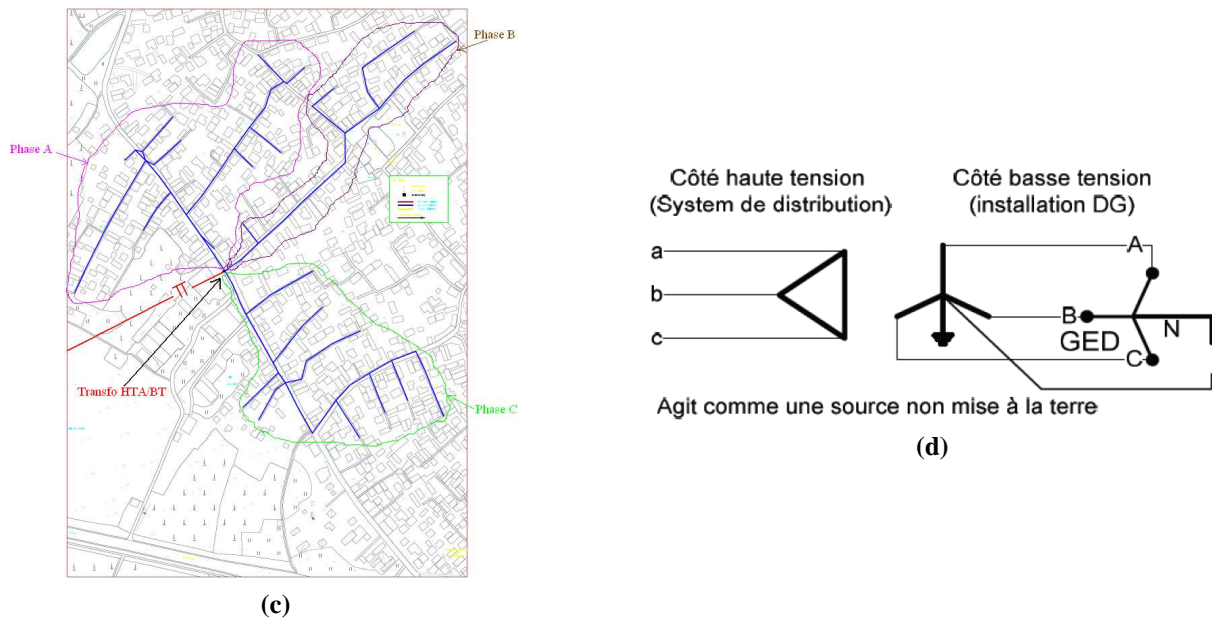 Phase B
Phase A
Transfo HTA/BT
Phase C
(c)
Côté haute tension
(System de distribution)
Côté basse tension
(installation DG)
a
b
c
A
B
GED
N
C
Agit comme une source non mise à la terre
(d)